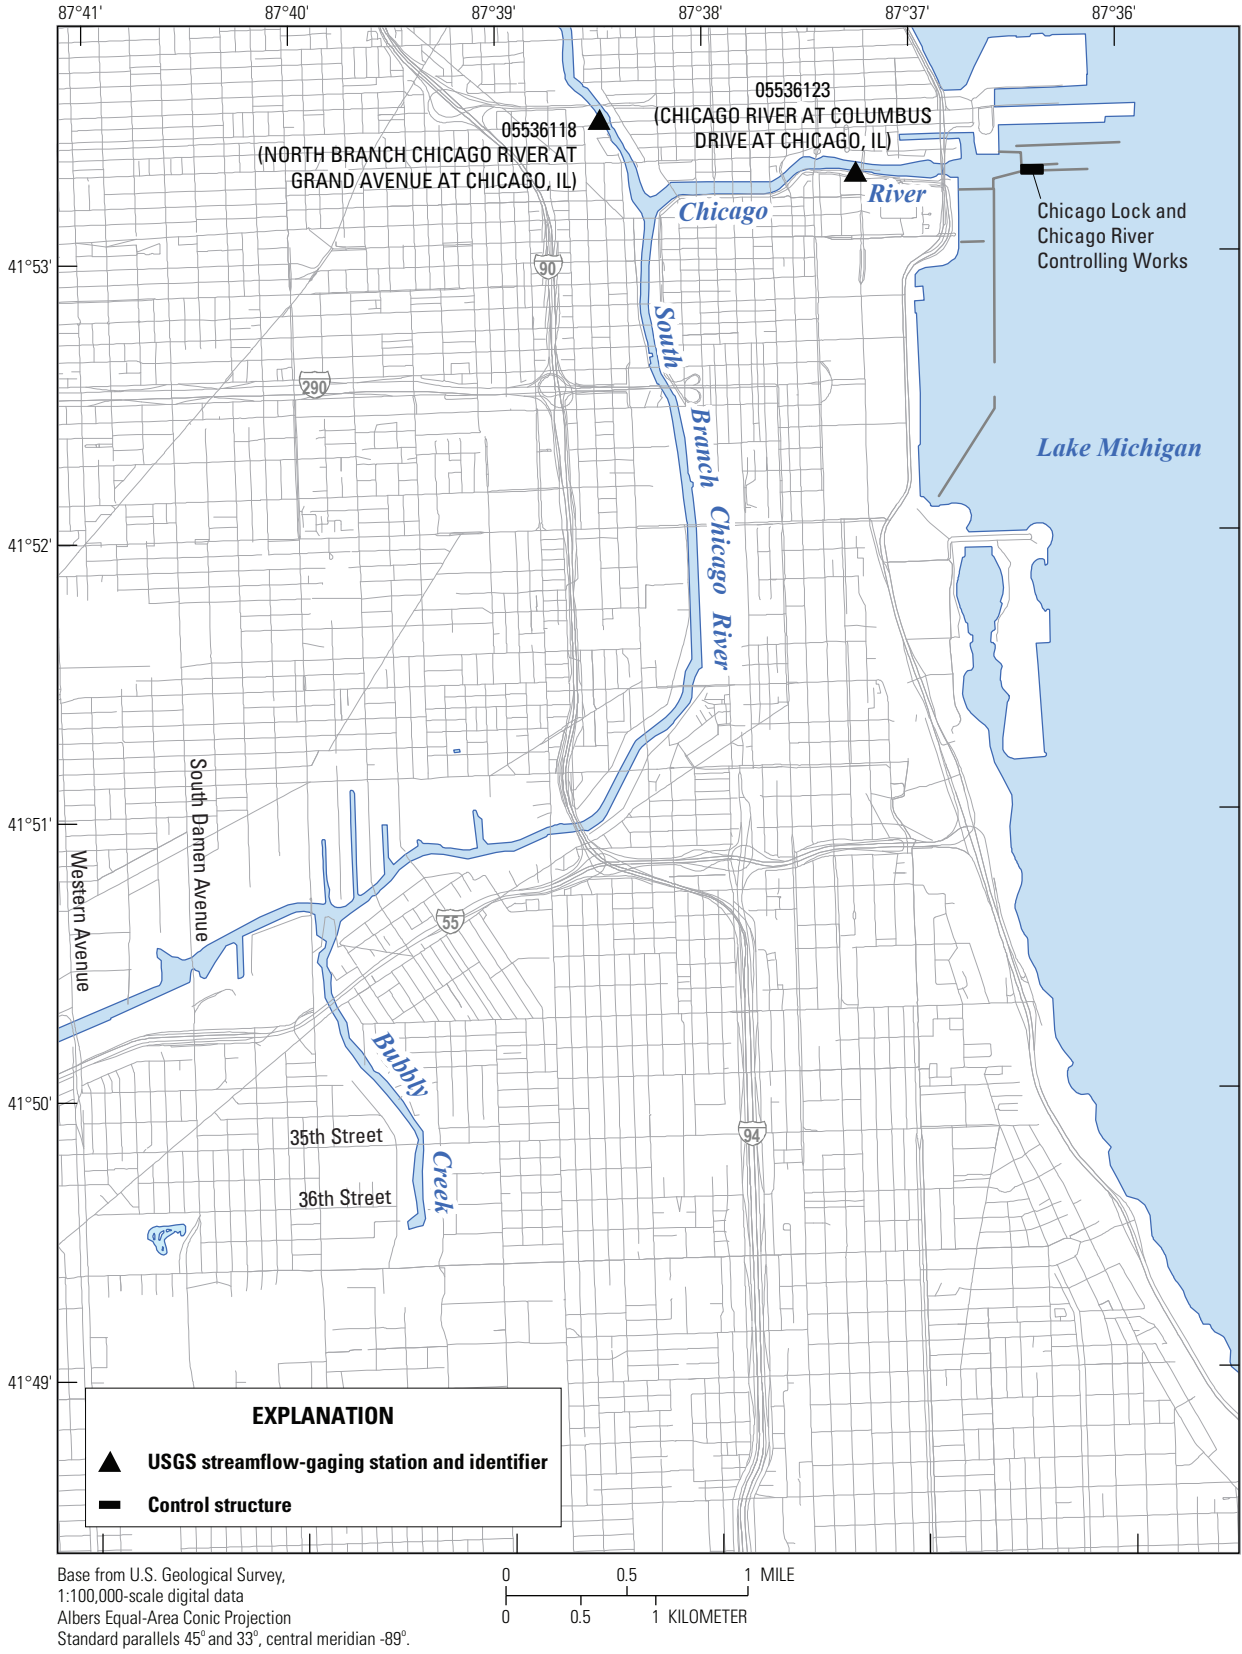 87°41' 87°40' 87°39' 87°38' 87°37' 87°36'
05536123
(CHICAGO RIVER AT COLUMBUS
DRIVE AT CHICAGO, IL)
05536118
(NORTH BRANCH CHICAGO RIVER AT
GRAND AVENUE AT CHICAGO, IL)
Chicago River
Chicago Lock and
Chicago River
Controlling Works
41°53'
90
South Branch Chicago River
290
Lake Michigan
41°52'
South Damen Avenue
41°51'
Western Avenue
55
Bubbly Creek
41°50'
35th Street
94
36th Street
41°49'
EXPLANATION
USGS streamflow-gaging station and identifier
Control structure
Base from U.S. Geological Survey,
1:100,000-scale digital data
Albers Equal-Area Conic Projection
Standard parallels 45° and 33°, central meridian -89°.
0 0.5 1 MILE
0 0.5 1 KILOMETER